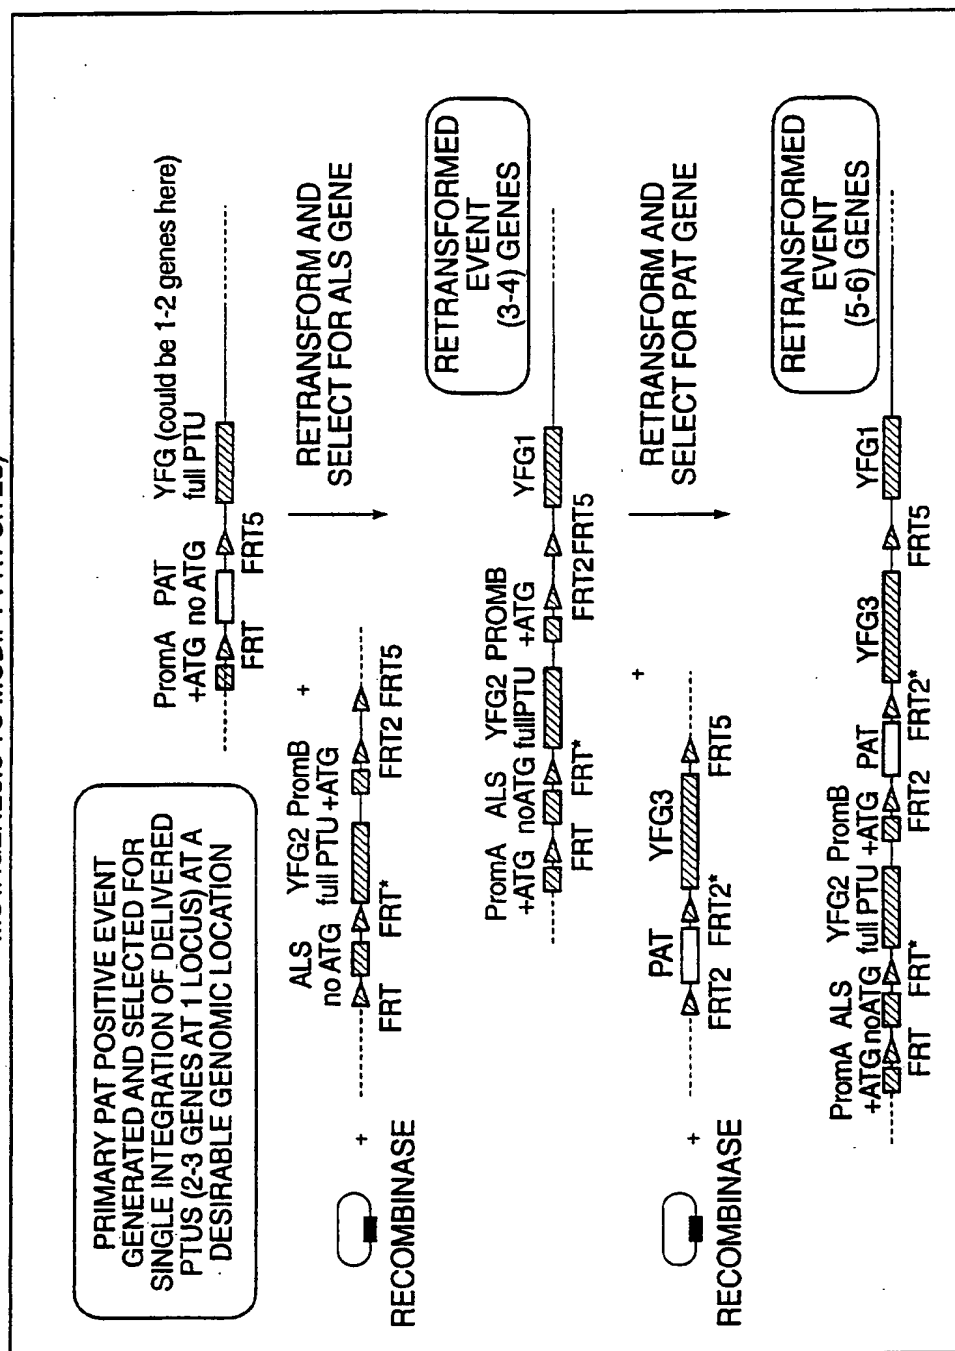 PRIMARY PAT POSITIVE EVENT
GENERATED AND SELECTED FOR
SINGLE INTEGRATION OF DELIVERED
PTUS (2-3 GENES AT 1 LOCUS) AT A
DESIRABLE GENOMIC LOCATION
PromA PAT YFG (could be 1-2 genes here)
+ATG no ATG full PTU
FRT FRT5
RETRANSFORM AND
SELECT FOR ALS GENE
RECOMBINASE
+
ALS YFG2 PromB
no ATG full PTU +ATG
+
FRT FRT* FRT2 FRT5
RETRANSFORMED
EVENT
(3-4) GENES
PromA ALS YFG2 PROMB YFG1
+ATG noATG fullPTU +ATG
FRT FRT* FRT2 FRT5
RETRANSFORM AND
SELECT FOR PAT GENE
RECOMBINASE
+
PAT YFG3
+
FRT2 FRT2* FRT5
RETRANSFORMED
EVENT
(5-6) GENES
PromA ALS YFG2 PromB PAT YFG3 YFG1
+ATG noATG full PTU +ATG
FRT FRT* FRT2 FRT2* FRT5